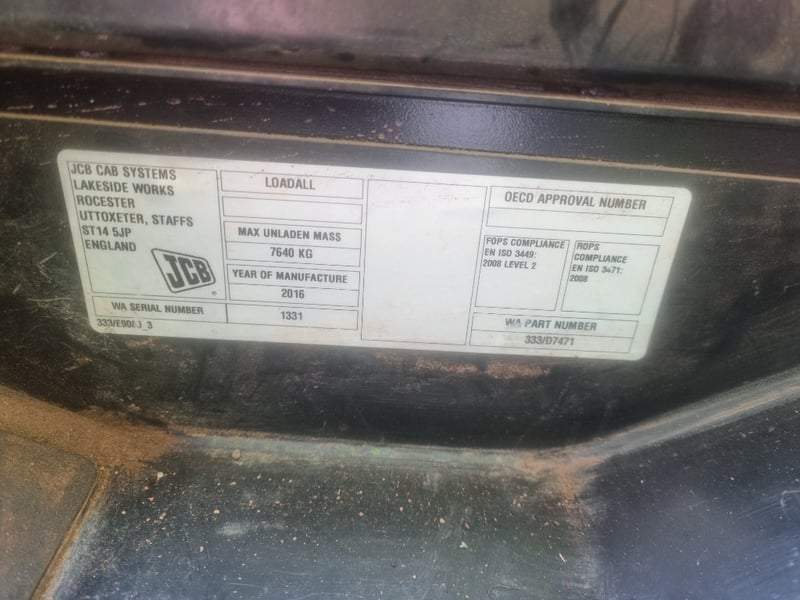 JCB CAB SYSTEMS
LAKESIDE WORKS
ROCESTER
UTTOXETER, STAFFS
ST14 5JP
ENGLAND
JCB
LOADALL
MAX UNLADEN MASS
7640 KG
YEAR OF MANUFACTURE
2016
WA SERIAL NUMBER
1331
OECD APPROVAL NUMBER
FOPS COMPLIANCE
EN ISO 3449:
2008 LEVEL 2
ROPS
COMPLIANCE
EN ISO 3471:
2008
WA PART NUMBER
333/D7471